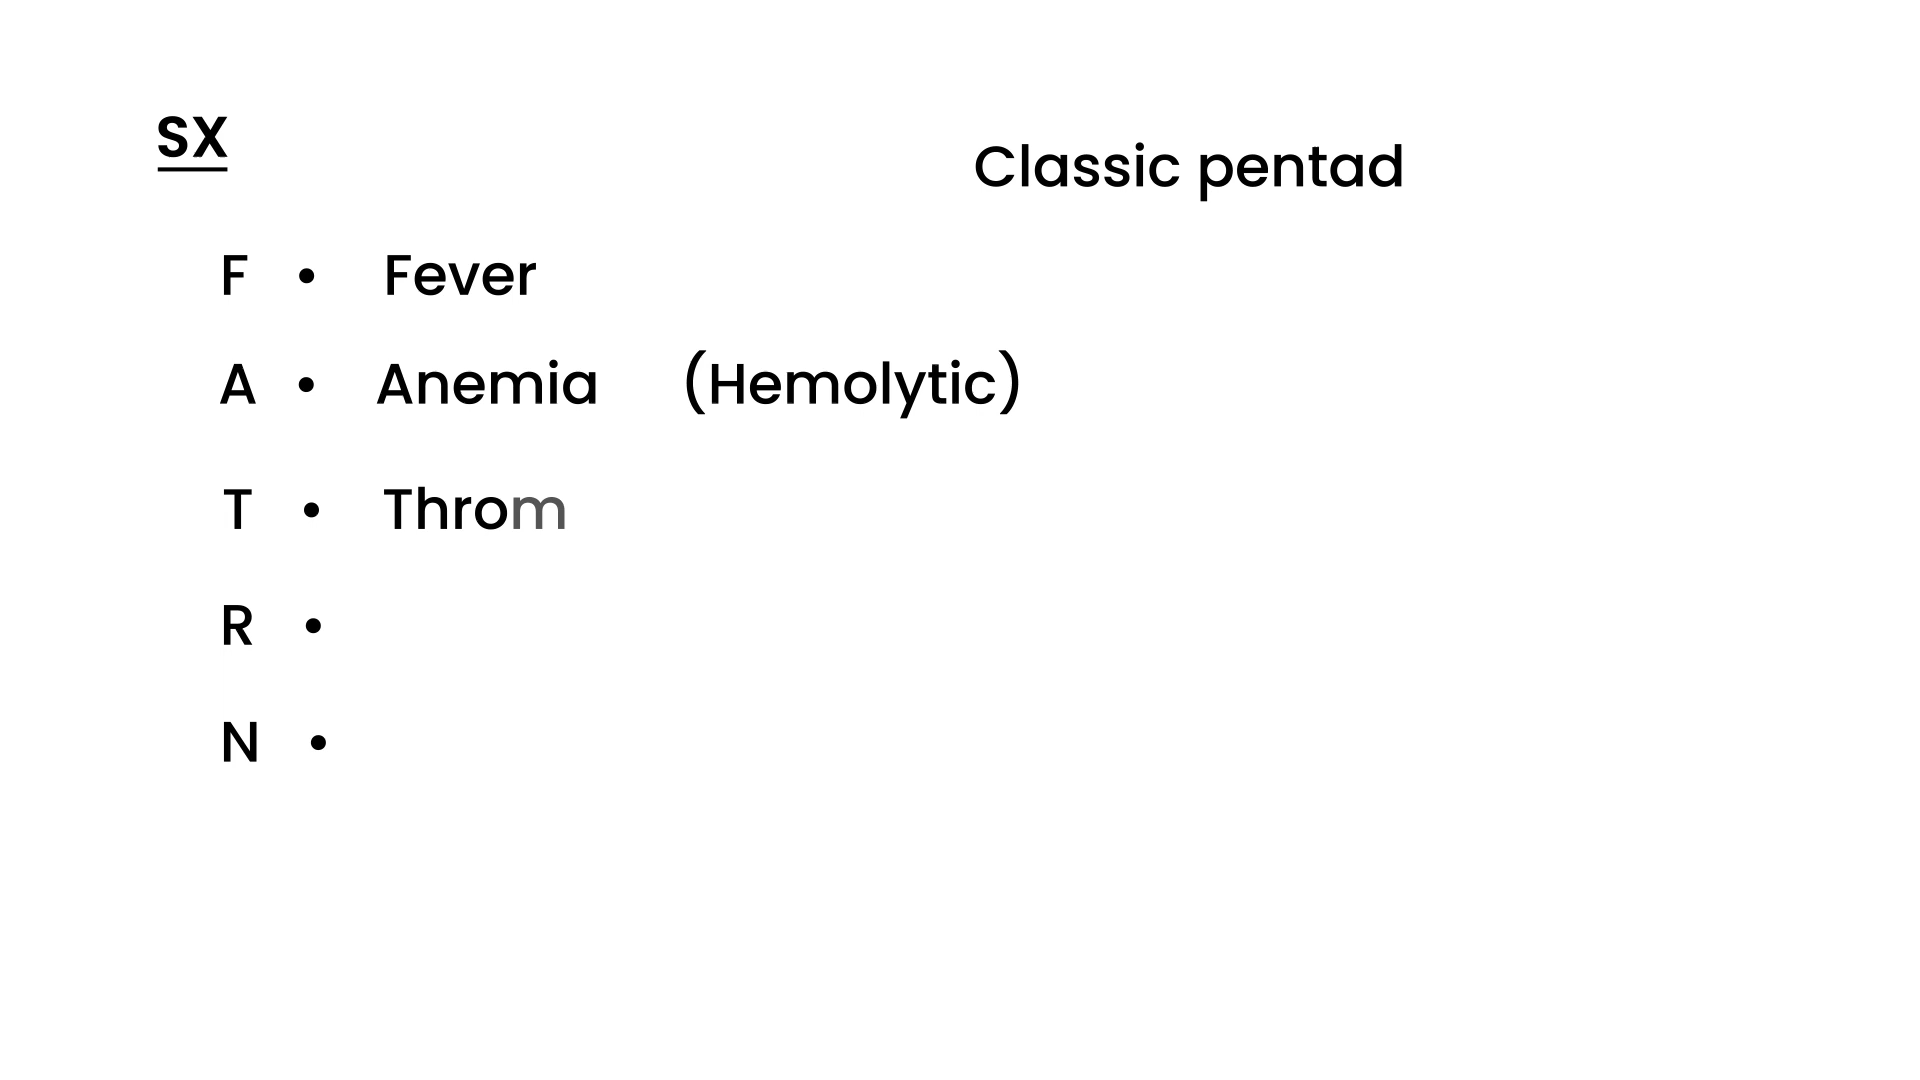 SX
Classic pentad
F • Fever
A • Anemia (Hemolytic)
T • Throm
R •
N •